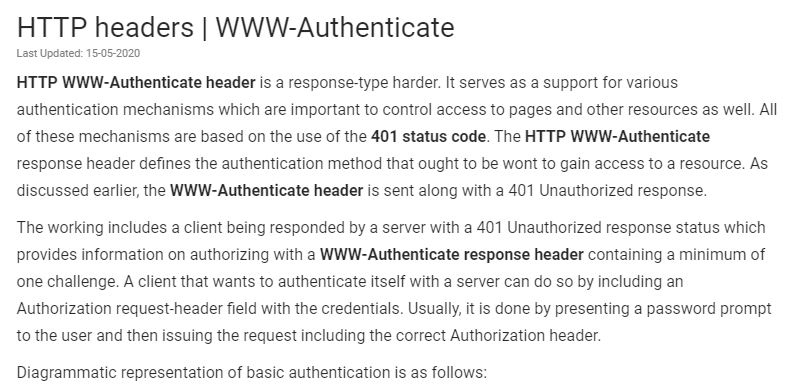 HTTP headers | WWW-Authenticate
Last Updated: 15-05-2020
HTTP WWW-Authenticate header is a response-type harder. It serves as a support for various
authentication mechanisms which are important to control access to pages and other resources as well. All
of these mechanisms are based on the use of the 401 status code. The HTTP WWW-Authenticate
response header defines the authentication method that ought to be wont to gain access to a resource. As
discussed earlier, the WWW-Authenticate header is sent along with a 401 Unauthorized response.
The working includes a client being responded by a server with a 401 Unauthorized response status which
provides information on authorizing with a WWW-Authenticate response header containing a minimum of
one challenge. A client that wants to authenticate itself with a server can do so by including an
Authorization request-header field with the credentials. Usually, it is done by presenting a password prompt
to the user and then issuing the request including the correct Authorization header.
Diagrammatic representation of basic authentication is as follows: